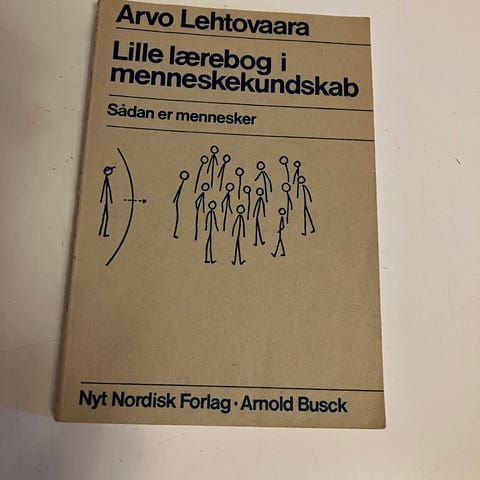 Arvo Lehtovaara
Lille lærebog i
menneskekundskab
Sådan er mennesker
Nyt Nordisk Forlag · Arnold Busck